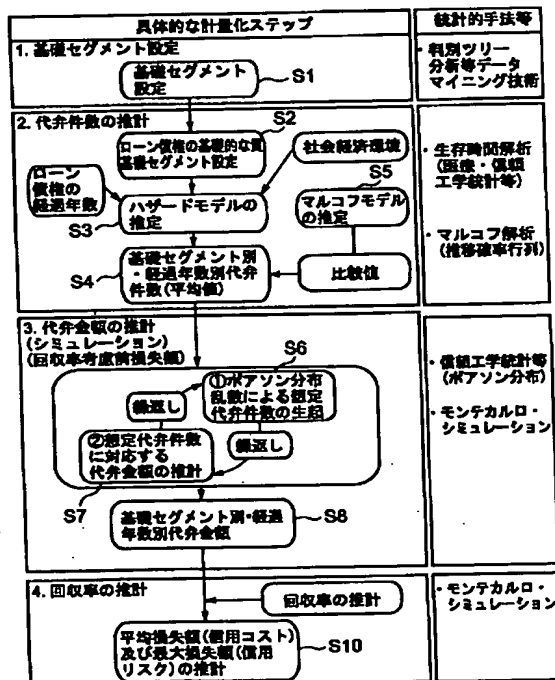 具体的な計量化ステップ
統計的手法等
1. 基礎セグメント設定
基礎セグメント
設定
S1
・判別ツリー
分析等データ
マイニング技術
2. 代弁件数の推計
S2
ローン債権の基礎的な質
基礎セグメント設定
社会経済環境
ローン
債権の
経過年数
S3
ハザードモデル
の推定
S5
マルコフモデル
の推定
S4
基礎セグメント別
・経過年数別代弁
件数(平均値)
比較値
・生存時間解析
(医療・信頼
工学統計等)
・マルコフ解析
(推移確率行列)
3. 代弁金額の推計
(シミュレーション)
(回収率考慮前損失額)
S6
①ポアソン分布
乱数による想定
代弁件数の生起
繰返し
②想定代弁件数
に対応する
代弁金額の推計
繰返し
S7
基礎セグメント別・経過
年数別代弁金額
S8
・信頼工学統計等
(ポアソン分布)
・モンテカルロ・
シミュレーション
4. 回収率の推計
回収率の推計
平均損失額(信用コスト)
及び最大損失額(信用
リスク)の推計
S10
・モンテカルロ・
シミュレーション